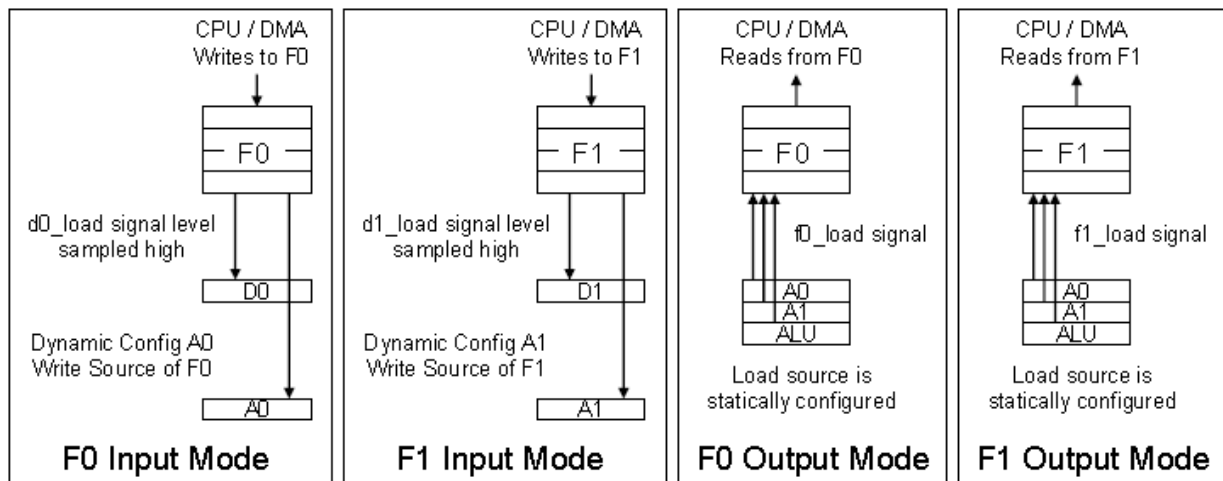 CPU / DMA
Writes to F0
F0
d0_load signal level
sampled high
D0
Dynamic Config A0
Write Source of F0
A0
F0 Input Mode
CPU / DMA
Writes to F1
F1
d1_load signal level
sampled high
D1
Dynamic Config A1
Write Source of F1
A1
F1 Input Mode
CPU / DMA
Reads from F0
F0
f0_load signal
A0
A1
ALU
Load source is
statically configured
F0 Output Mode
CPU / DMA
Reads from F1
F1
f1_load signal
A0
A1
ALU
Load source is
statically configured
F1 Output Mode